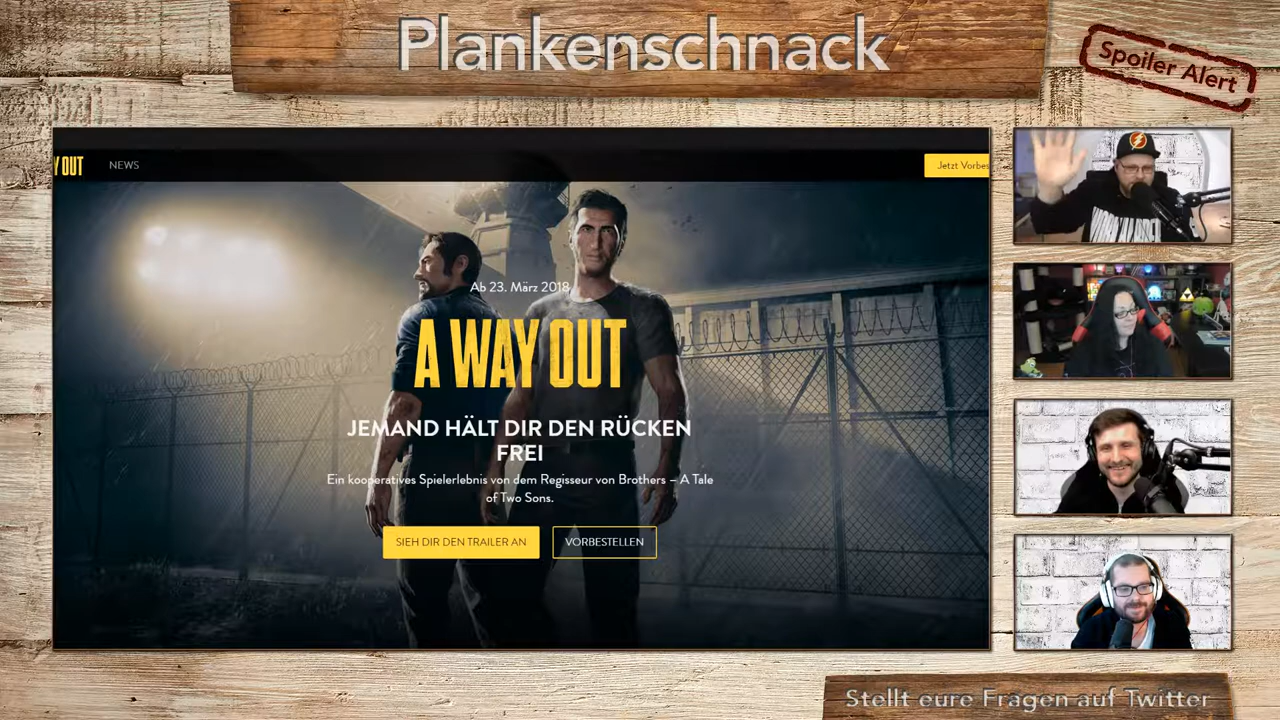 Plankenschnack
Spoiler Alert
Y OUT
NEWS
Jetzt Vorbes
Ab 23. März 2018
A WAY OUT
JEMAND HÄLT DIR DEN RÜCKEN
FREI
Ein kooperatives Spielerlebnis von dem Regisseur von Brothers – A Tale
of Two Sons.
SIEH DIR DEN TRAILER AN
VORBESTELLEN
Stellt eure Fragen auf Twitter